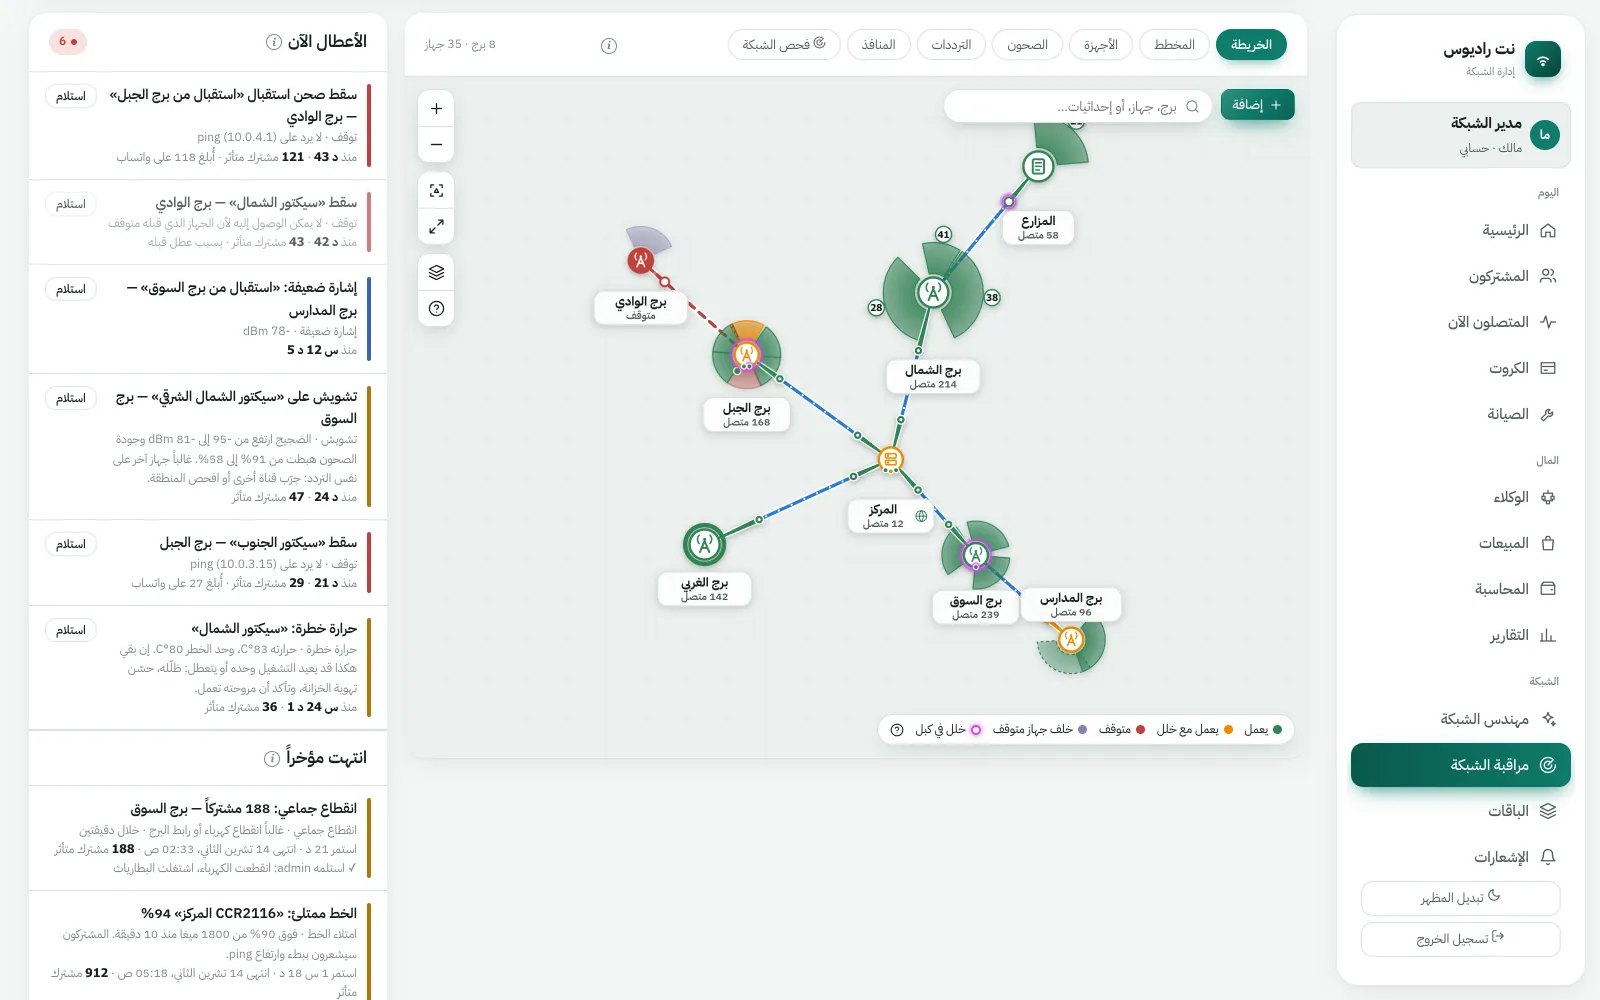 نت راديوس
إدارة الشبكة
ما
مدير الشبكة
مالك · حسابي
اليوم
الرئيسية
المشتركون
المتصلون الآن
الكروت
الصيانة
المال
الوكلاء
المبيعات
المحاسبة
التقارير
الشبكة
مهندس الشبكة
مراقبة الشبكة
الباقات
الإشعارات
تبديل المظهر
تسجيل الخروج
الخريطة
المخطط
الأجهزة
الصحون
الترددات
المنافذ
فحص الشبكة
8 برج · 35 جهاز
+ إضافة
برج، جهاز، أو إحداثيات...
المزارع
58 متصل
41
38
28
برج الشمال
214 متصل
برج الوادي
متوقف
برج الجبل
168 متصل
المركز
12 متصل
برج الغربي
142 متصل
برج السوق
239 متصل
برج المدارس
96 متصل
يعمل
يعمل مع خلل
متوقف
خلف جهاز متوقف
خلل في كبل
الأعطال الآن
6
سقط صحن استقبال «استقبال من برج الجبل»
— برج الوادي
استلام
توقف · لا يرد على ping (10.0.4.1)
منذ 43 د · 121 مشترك متأثر · أُبلغ 118 على واتساب
سقط «سيكتور الشمال» — برج الوادي
استلام
توقف · لا يمكن الوصول إليه لأن الجهاز الذي قبله متوقف
منذ 42 د · 43 مشترك متأثر · بسبب عطل قبله
إشارة ضعيفة: «استقبال من برج السوق» —
برج المدارس
استلام
إشارة ضعيفة · -78 dBm
منذ 12 س 5 د
تشويش على «سيكتور الشمال الشرقي» — برج
السوق
استلام
تشويش · الضجيج ارتفع من -95 إلى -81 dBm وجودة
الصحون هبطت من 91% إلى 58%. غالباً جهاز آخر على
نفس التردد: جرّب قناة أخرى أو افحص المنطقة.
منذ 24 د · 47 مشترك متأثر
سقط «سيكتور الجنوب» — برج الجبل
استلام
توقف · لا يرد على ping (10.0.3.15)
منذ 21 د · 29 مشترك متأثر · أُبلغ 27 على واتساب
حرارة خطرة: «سيكتور الشمال»
استلام
حرارة خطرة · حرارته 83°C، وحد الخطر 80°C. إن بقي
هكذا قد يعيد التشغيل وحده أو يتعطل: ظلّله، حسّن
تهوية الخزانة، وتأكد أن مروحته تعمل.
منذ 24 س 1 د · 36 مشترك متأثر
انتهت مؤخراً
انقطاع جماعي: 188 مشتركاً — برج السوق
انقطاع جماعي · غالباً انقطاع كهرباء أو رابط البرج · خلال دقيقتين
استمر 21 د · انتهى 14 تشرين الثاني، 02:33 ص · 188 مشترك متأثر
✓ استلمه admin: انقطعت الكهرباء، اشتغلت البطاريات
الخط ممتلئ: «CCR2116 المركز» 94%
امتلاء الخط · فوق 90% من 1800 ميغا منذ 10 دقيقة. المشتركون
سيشعرون ببطء وارتفاع ping.
استمر 1 س 18 د · انتهى 14 تشرين الثاني، 05:18 ص · 912 مشترك
متأثر